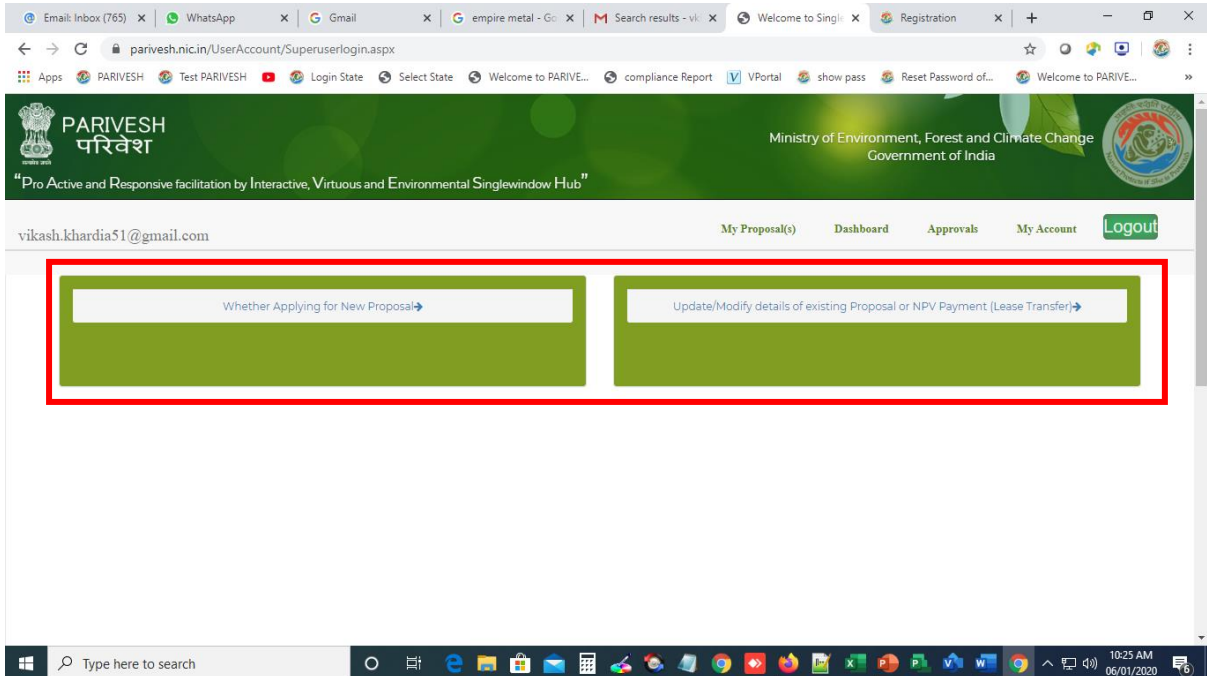 Email: Inbox (765)
WhatsApp
Gmail
empire metal - Go
Search results - vk
Welcome to Single
Registration
parivesh.nic.in/UserAccount/Superuserlogin.aspx
Apps
PARIVESH
Test PARIVESH
Login State
Select State
Welcome to PARIVE...
compliance Report
VPortal
show pass
Reset Password of...
Welcome to PARIVE...
PARIVESH
परिवेश
"Pro Active and Responsive facilitation by Interactive, Virtuous and Environmental Singlewindow Hub"
Ministry of Environment, Forest and Climate Change
Government of India
vikash.khardia51@gmail.com
My Proposal(s)
Dashboard
Approvals
My Account
Logout
Whether Applying for New Proposal
Update/Modify details of existing Proposal or NPV Payment (Lease Transfer)
Type here to search
10:25 AM
06/01/2020
6